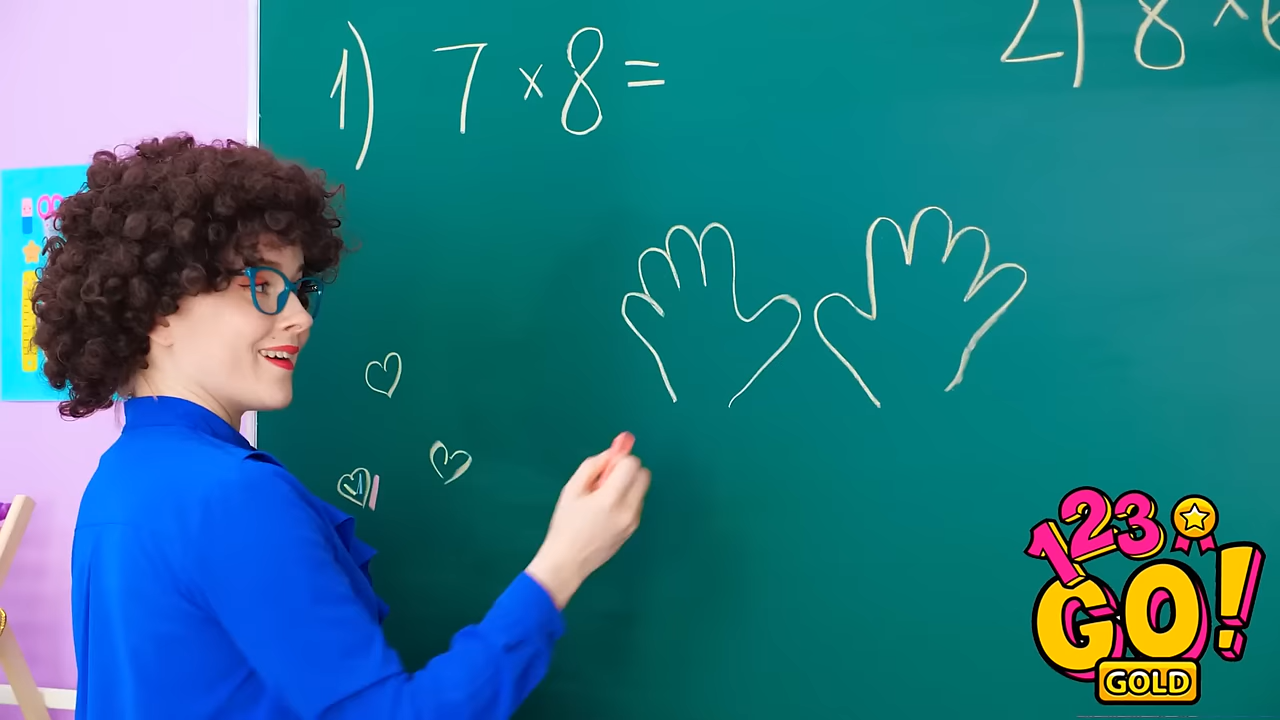 1) 7 × 8 =
2) 8 ×
123
GO!
GOLD